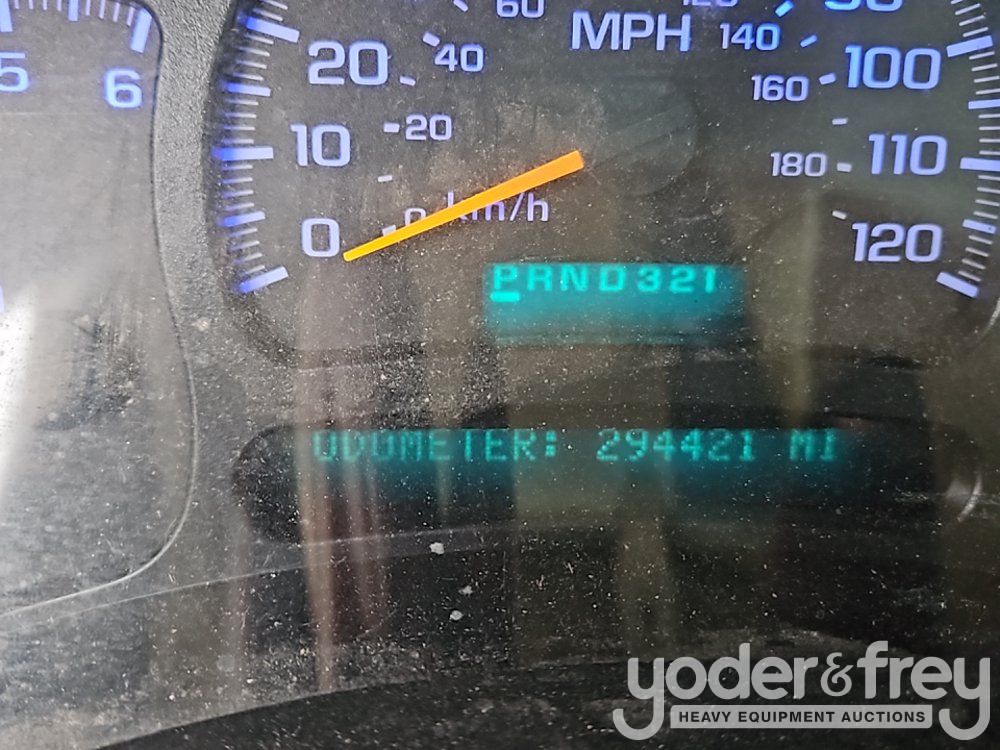 60 120
MPH 140
5 6 20 40 160 100
10 20 180 110
0 0 km/h 120
PRND321
ODOMETER: 294421 MI
yoder&frey
HEAVY EQUIPMENT AUCTIONS